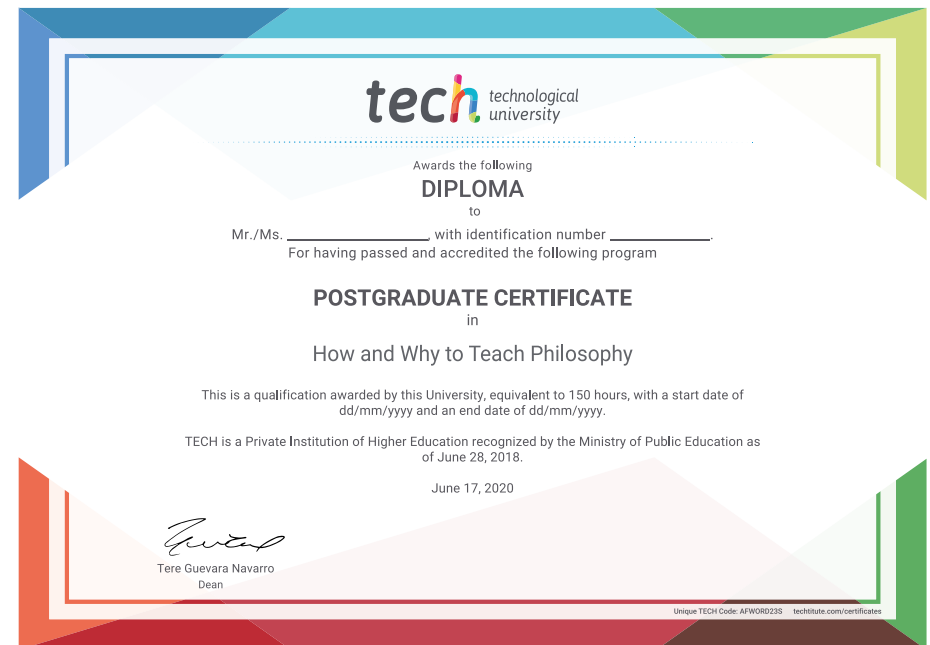 tech technological
university
Awards the following
DIPLOMA
to
Mr./Ms. ____________________, with identification number ______________.
For having passed and accredited the following program
POSTGRADUATE CERTIFICATE
in
How and Why to Teach Philosophy
This is a qualification awarded by this University, equivalent to 150 hours, with a start date of
dd/mm/yyyy and an end date of dd/mm/yyyy.
TECH is a Private Institution of Higher Education recognized by the Ministry of Public Education as
of June 28, 2018.
June 17, 2020
Tere Guevara Navarro
Dean
Unique TECH Code: AFWORD23S techtitute.com/certificates